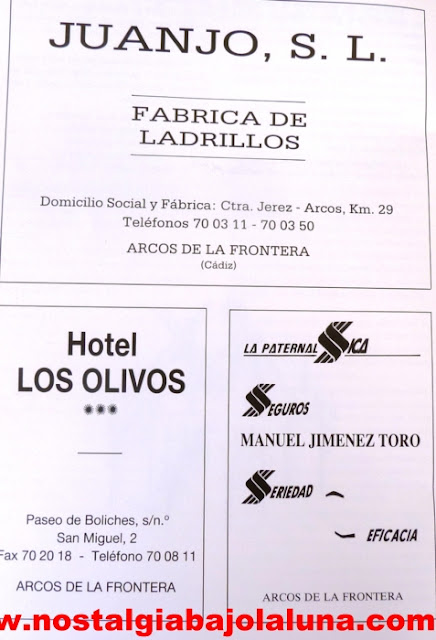 JUANJO, S. L.
FABRICA DE
LADRILLOS
Domicilio Social y Fábrica: Ctra. Jerez - Arcos, Km. 29
Teléfonos 70 03 11 - 70 03 50
ARCOS DE LA FRONTERA
(Cádiz)
Hotel
LOS OLIVOS
***
Paseo de Boliches, s/n.º
San Miguel, 2
Fax 70 20 18 - Teléfono 70 08 11
ARCOS DE LA FRONTERA
LA PATERNAL SICA
SEGUROS
MANUEL JIMENEZ TORO
SERIEDAD
EFICACIA
ARCOS DE LA FRONTERA
w.nostalgiabajolaluna.com